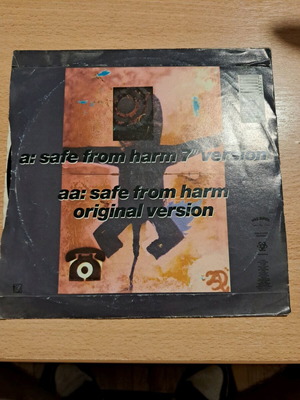 a: safe from harm 7" version
aa: safe from harm
original version